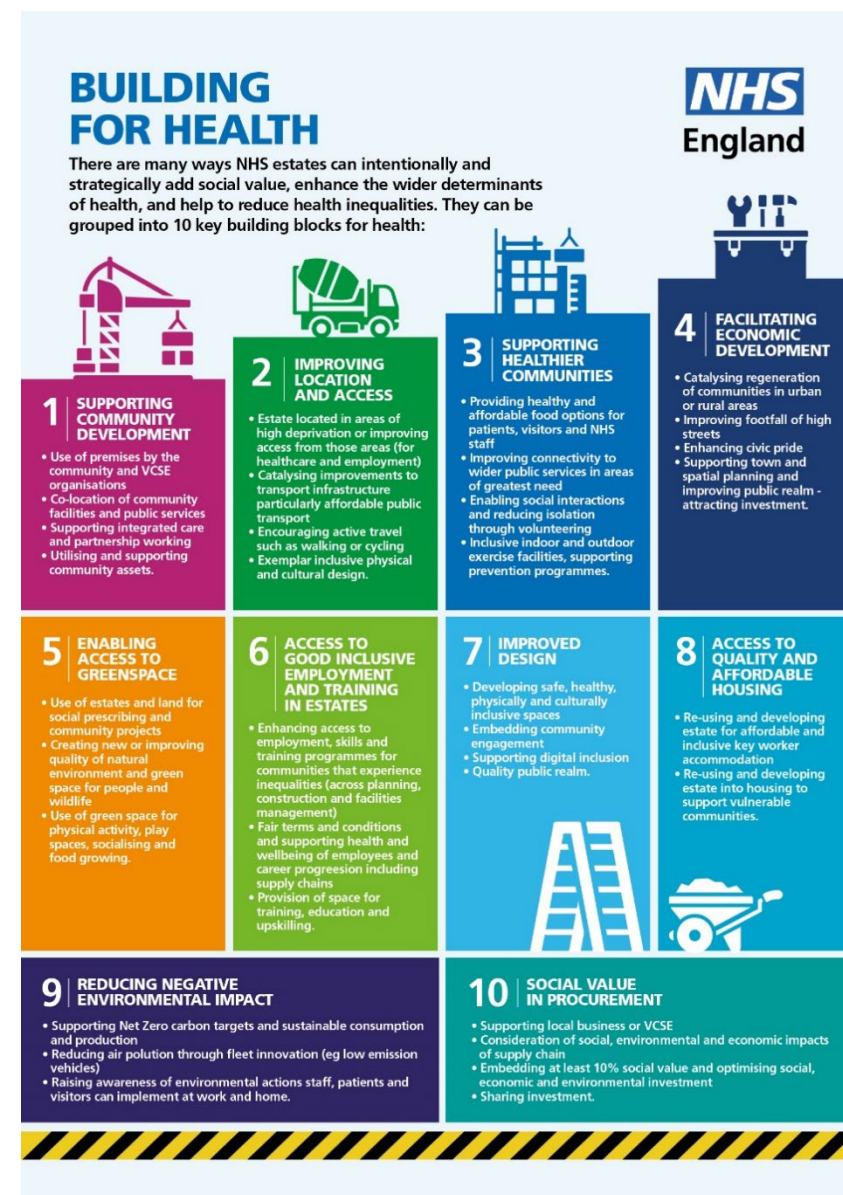 BUILDING
FOR HEALTH
NHS
England
There are many ways NHS estates can intentionally and
strategically add social value, enhance the wider determinants
of health, and help to reduce health inequalities. They can be
grouped into 10 key building blocks for health:
1 SUPPORTING
COMMUNITY
DEVELOPMENT
• Use of premises by the
community and VCSE
organisations
• Co-location of community
facilities and public services
• Supporting integrated care
and partnership working
• Utilising and supporting
community assets.
2 IMPROVING
LOCATION
AND ACCESS
• Estate located in areas of
high deprivation or improving
access from those areas (for
healthcare and employment)
• Catalysing improvements to
transport infrastructure
particularly affordable public
transport
• Encouraging active travel
such as walking or cycling
• Exemplar inclusive physical
and cultural design.
3 SUPPORTING
HEALTHIER
COMMUNITIES
• Providing healthy and
affordable food options for
patients, visitors and NHS
staff
• Improving connectivity to
wider public services in areas
of greatest need
• Enabling social interactions
and reducing isolation
through volunteering
• Inclusive indoor and outdoor
exercise facilities, supporting
prevention programmes.
4 FACILITATING
ECONOMIC
DEVELOPMENT
• Catalysing regeneration
of communities in urban
or rural areas
• Improving footfall of high
streets
• Enhancing civic pride
• Supporting town and
spatial planning and
improving public realm -
attracting investment.
5 ENABLING
ACCESS TO
GREENSPACE
• Use of estates and land for
social prescribing and
community projects
• Creating new or improving
quality of natural
environment and green
space for people and
wildlife
• Use of green space for
physical activity, play
spaces, socialising and
food growing.
6 ACCESS TO
GOOD INCLUSIVE
EMPLOYMENT
AND TRAINING
IN ESTATES
• Enhancing access to
employment, skills and
training programmes for
communities that experience
inequalities (across planning,
construction and facilities
management)
• Fair terms and conditions
and supporting health and
wellbeing of employees and
career progreesion including
supply chains
• Provision of space for
training, education and
upskilling.
7 IMPROVED
DESIGN
• Developing safe, healthy,
physically and culturally
inclusive spaces
• Embedding community
engagement
• Supporting digital inclusion
• Quality public realm.
8 ACCESS TO
QUALITY AND
AFFORDABLE
HOUSING
• Re-using and developing
estate for affordable and
inclusive key worker
accommodation
• Re-using and developing
estate into housing to
support vulnerable
communities.
9 REDUCING NEGATIVE
ENVIRONMENTAL IMPACT
• Supporting Net Zero carbon targets and sustainable consumption
and production
• Reducing air polution through fleet innovation (eg low emission
vehicles)
• Raising awareness of environmental actions staff, patients and
visitors can implement at work and home.
10 SOCIAL VALUE
IN PROCUREMENT
• Supporting local business or VCSE
• Consideration of social, environmental and economic impacts
of supply chain
• Embedding at least 10% social value and optimising social,
economic and environmental investment
• Sharing investment.